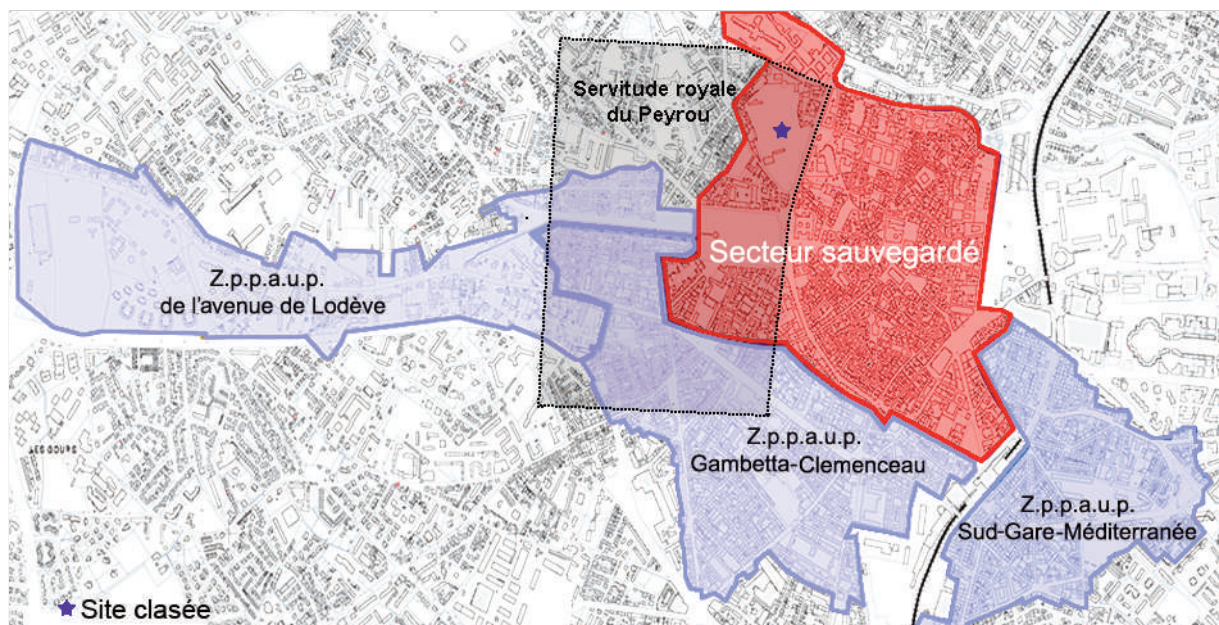 Servitude royale
du Peyrou
Secteur sauvegardé
Z.p.p.a.u.p.
de l'avenue de Lodève
Z.p.p.a.u.p.
Gambetta-Clemenceau
Z.p.p.a.u.p.
Sud-Gare-Méditerranée
Site clasée